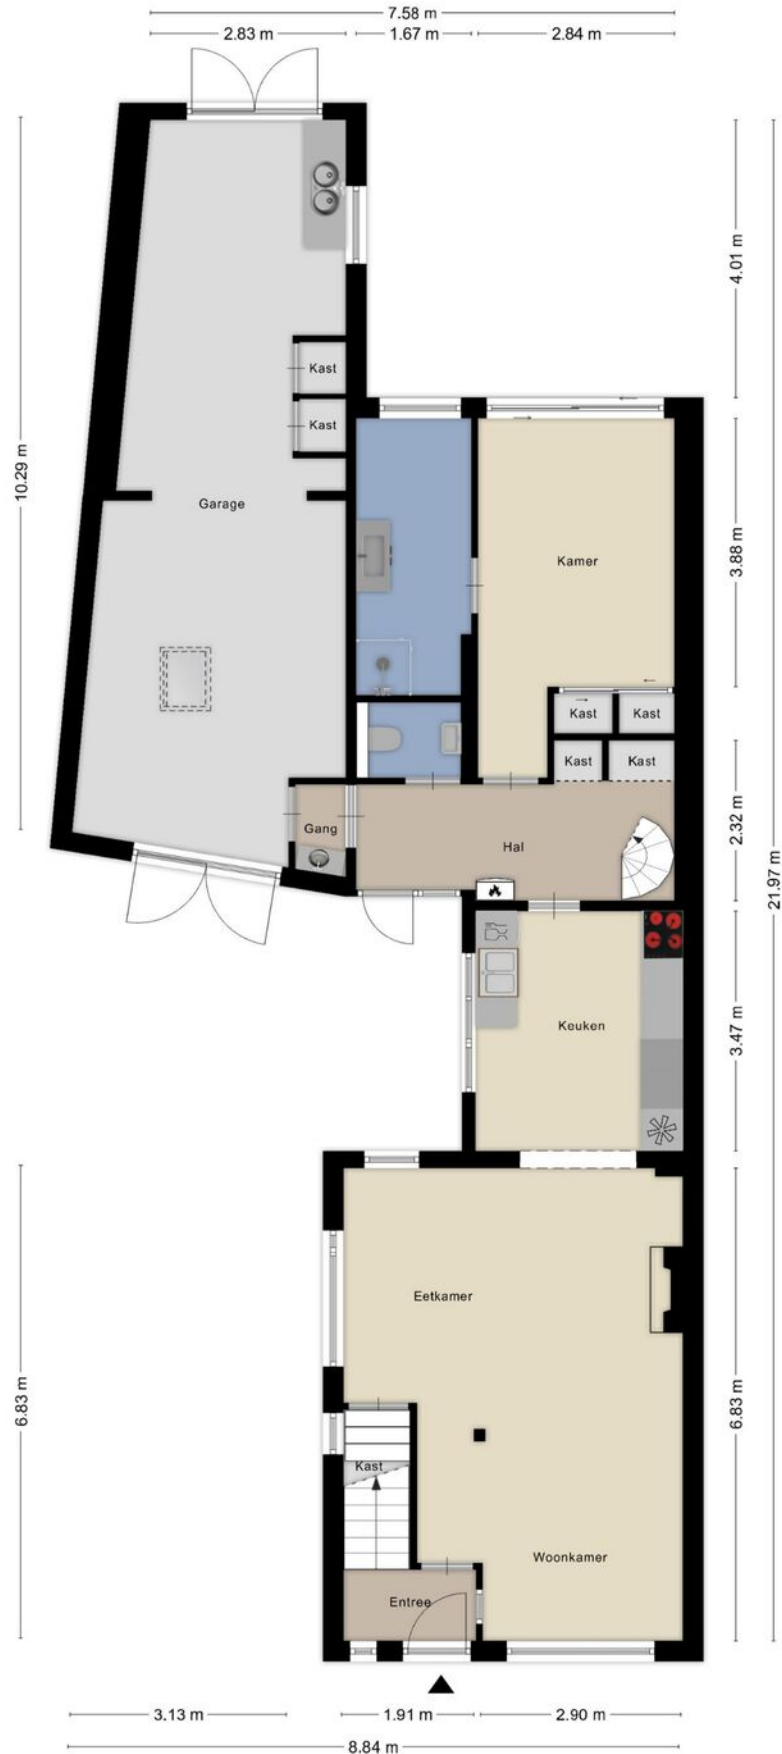 7.58 m
2.83 m
1.67 m
2.84 m
4.01 m
Kast
Kast
10.29 m
Garage
Kamer
3.88 m
Kast
Kast
Kast
Kast
2.32 m
Gang
Hal
21.97 m
Keuken
3.47 m
Eetkamer
6.83 m
6.83 m
Kast
Woonkamer
Entree
3.13 m
1.91 m
2.90 m
8.84 m